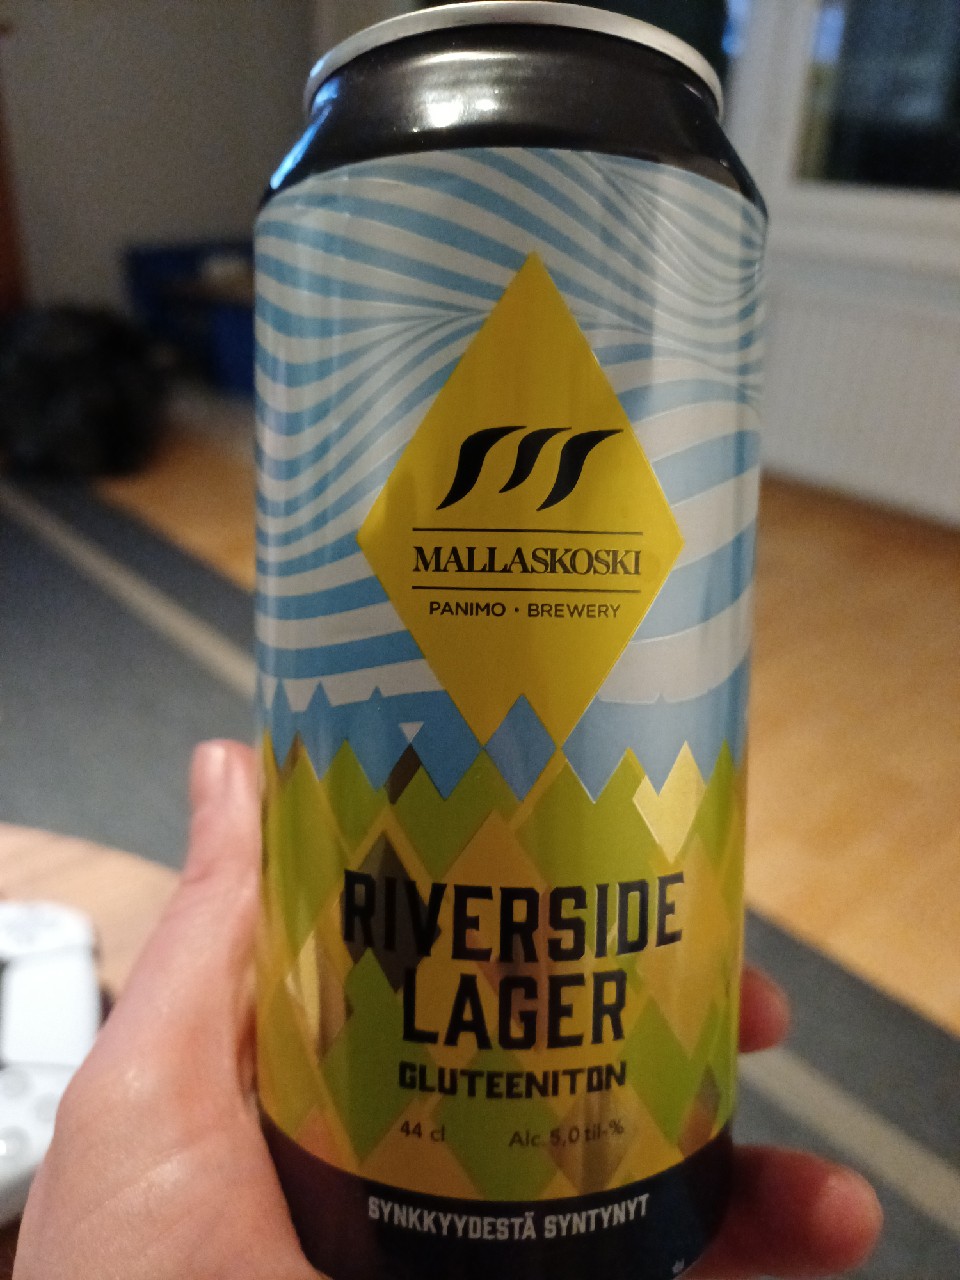 MALLASKOSKI
PANIMO • BREWERY
RIVERSIDE
LAGER
GLUTEENITON
44 cl Alc. 5,0 til-%
SYNKKYYDESTÄ SYNTYNYT